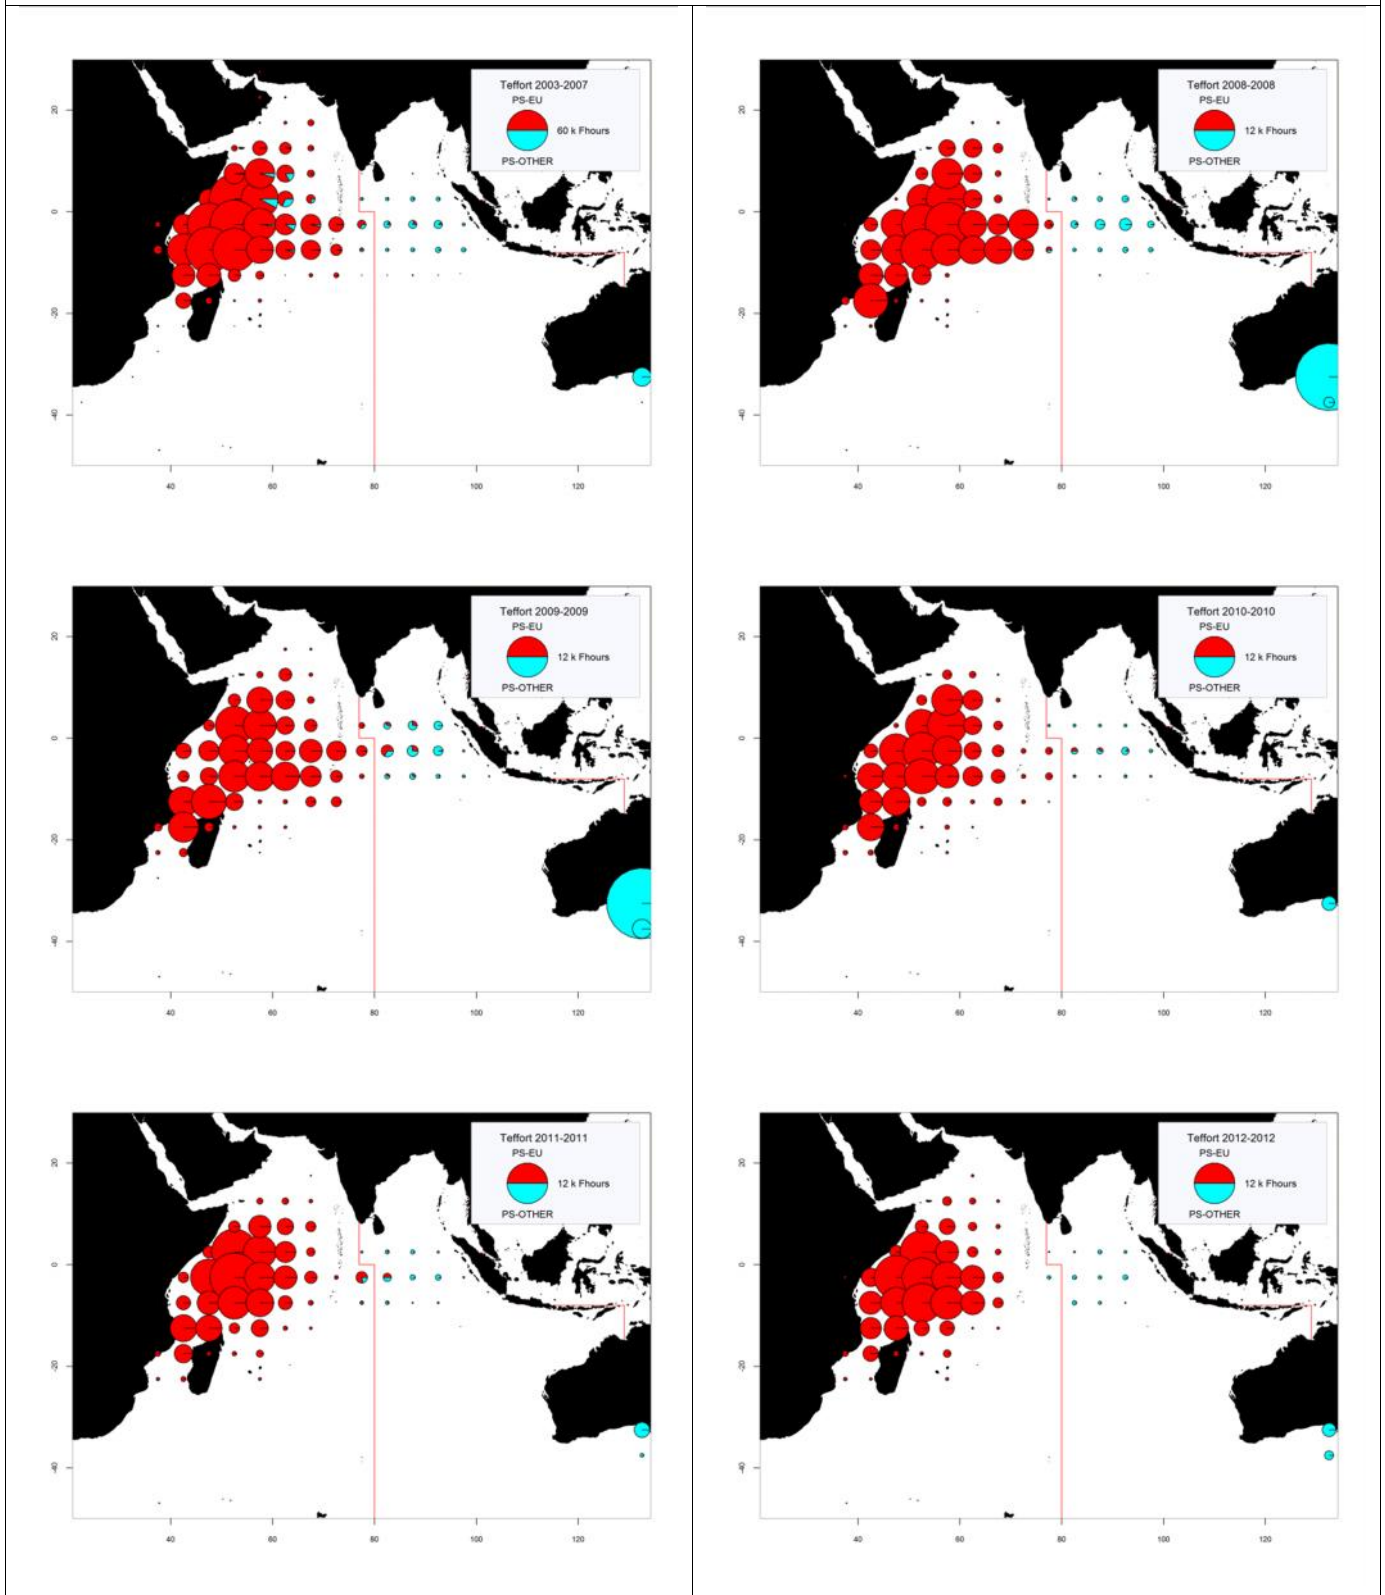 Teffort 2003-2007
PS-EU
60 k Fhours
PS-OTHER
20
0
-20
-40
40
60
80
100
120
Teffort 2008-2008
PS-EU
12 k Fhours
PS-OTHER
20
0
-20
-40
40
60
80
100
120
Teffort 2009-2009
PS-EU
12 k Fhours
PS-OTHER
20
0
-20
-40
40
60
80
100
120
Teffort 2010-2010
PS-EU
12 k Fhours
PS-OTHER
20
0
-20
-40
40
60
80
100
120
Teffort 2011-2011
PS-EU
12 k Fhours
PS-OTHER
20
0
-20
-40
40
60
80
100
120
Teffort 2012-2012
PS-EU
12 k Fhours
PS-OTHER
20
0
-20
-40
40
60
80
100
120